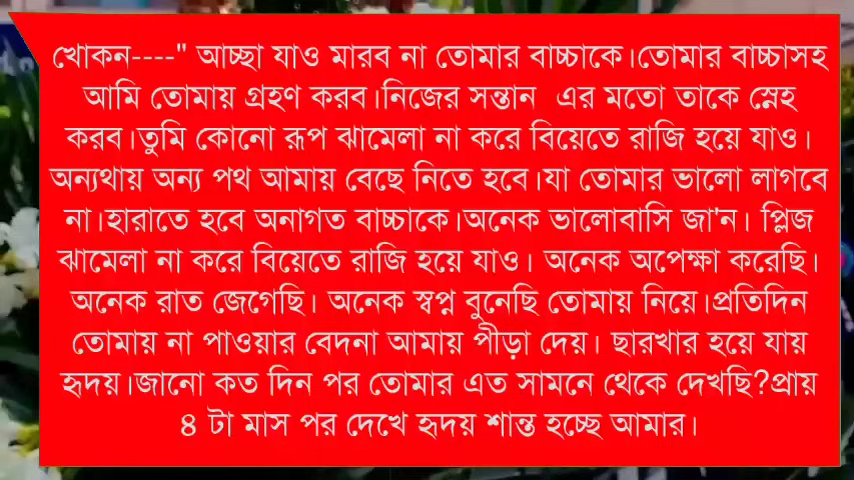 খোকন----" আচ্ছা যাও মারব না তোমার বাচ্চাকে।তোমার বাচ্চাসহ
আমি তোমায় গ্রহণ করব।নিজের সন্তান এর মতো তাকে স্নেহ
করব।তুমি কোনো রূপ ঝামেলা না করে বিয়েতে রাজি হয়ে যাও।
অন্যথায় অন্য পথ আমায় বেছে নিতে হবে।যা তোমার ভালো লাগবে
না।হারাতে হবে অনাগত বাচ্চাকে।অনেক ভালোবাসি জা'ন। প্লিজ
ঝামেলা না করে বিয়েতে রাজি হয়ে যাও। অনেক অপেক্ষা করেছি।
অনেক রাত জেগেছি। অনেক স্বপ্ন বুনেছি তোমায় নিয়ে।প্রতিদিন
তোমায় না পাওয়ার বেদনা আমায় পীড়া দেয়। ছারখার হয়ে যায়
হৃদয়।জানো কত দিন পর তোমার এত সামনে থেকে দেখছি?প্রায়
৪ টা মাস পর দেখে হৃদয় শান্ত হচ্ছে আমার।